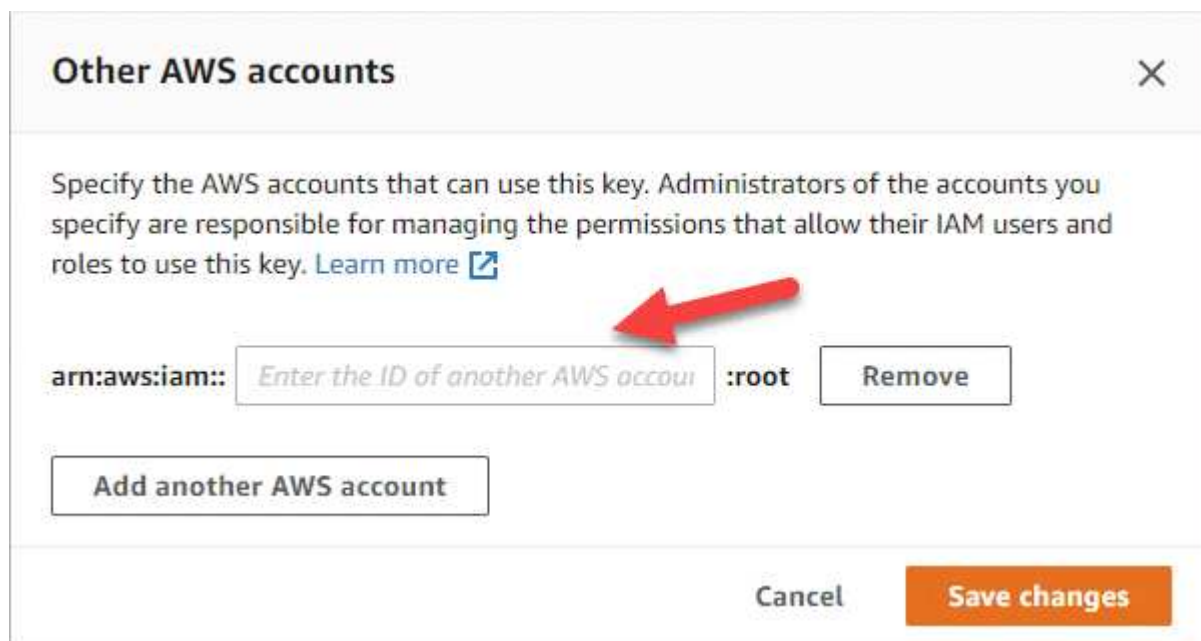 Other AWS accounts
Specify the AWS accounts that can use this key. Administrators of the accounts you
specify are responsible for managing the permissions that allow their IAM users and
roles to use this key. Learn more
arn:aws:iam:: Enter the ID of another AWS accou :root Remove
Add another AWS account
Cancel Save changes